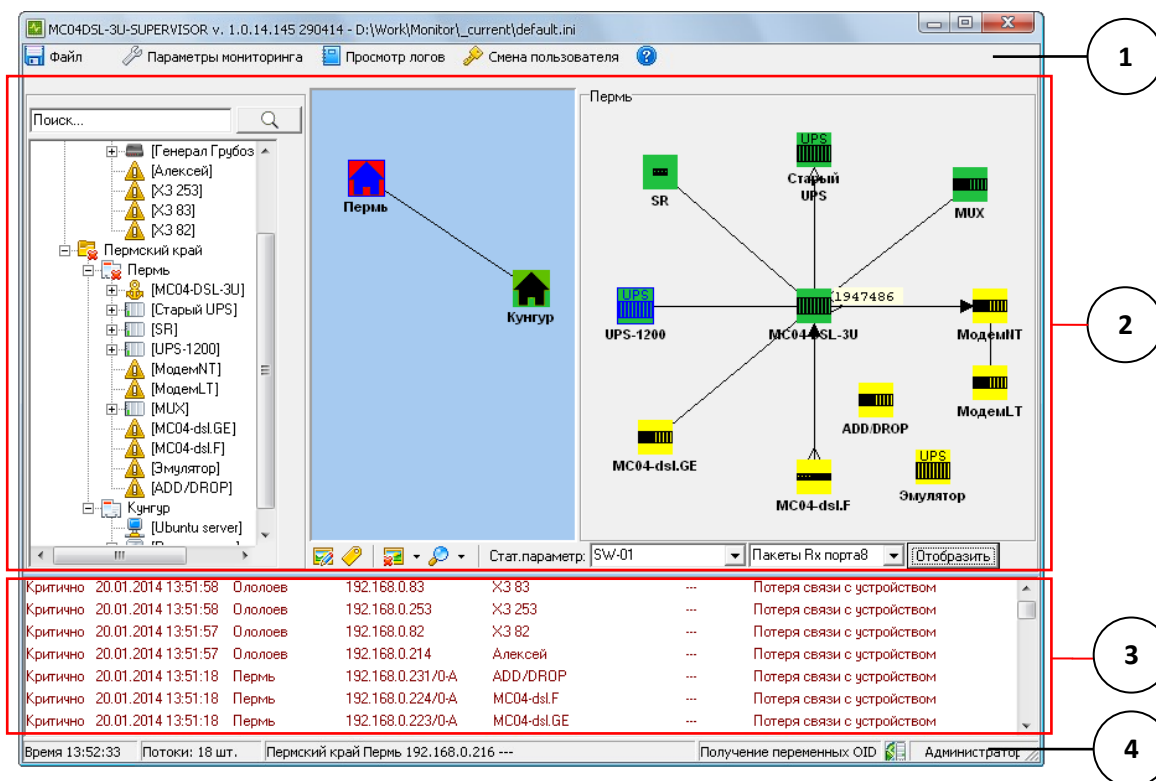 MC04DSL-3U-SUPERVISOR v. 1.0.14.145 290414 - D:\Work\Monitor\_current\default.ini
Файл Параметры мониторинга Просмотр логов Смена пользователя ?
1
Поиск...
[Генерал Грубоз
[Алексей]
[ХЗ 253]
[ХЗ 83]
[ХЗ 82]
Пермский край
Пермь
[MC04-DSL-3U]
[Старый UPS]
[SR]
[UPS-1200]
[МодемNT]
[МодемLT]
[MUX]
[MC04-dsl.GE]
[MC04-dsl.F]
[Эмулятор]
[ADD/DROP]
Кунгур
[Ubuntu server]
Пермь
Кунгур
Пермь
UPS
Старый
UPS
SR
MUX
UPS
UPS-1200
1947486
MC04-DSL-3U
МодемNT
МодемLT
ADD/DROP
MC04-dsl.GE
MC04-dsl.F
UPS
Эмулятор
2
Стат.параметр: SW-01 Пакеты Rx порта8 Отобразить
Критично 20.01.2014 13:51:58 Ололоев 192.168.0.83 ХЗ 83 --- Потеря связи с устройством
Критично 20.01.2014 13:51:58 Ололоев 192.168.0.253 ХЗ 253 --- Потеря связи с устройством
Критично 20.01.2014 13:51:57 Ололоев 192.168.0.82 ХЗ 82 --- Потеря связи с устройством
Критично 20.01.2014 13:51:57 Ололоев 192.168.0.214 Алексей --- Потеря связи с устройством
Критично 20.01.2014 13:51:18 Пермь 192.168.0.231/0-A ADD/DROP --- Потеря связи с устройством
Критично 20.01.2014 13:51:18 Пермь 192.168.0.224/0-A MC04-dsl.F --- Потеря связи с устройством
Критично 20.01.2014 13:51:18 Пермь 192.168.0.223/0-A MC04-dsl.GE --- Потеря связи с устройством
3
Время 13:52:33 Потоки: 18 шт. Пермский край Пермь 192.168.0.216 --- Получение переменных OID Администратор
4